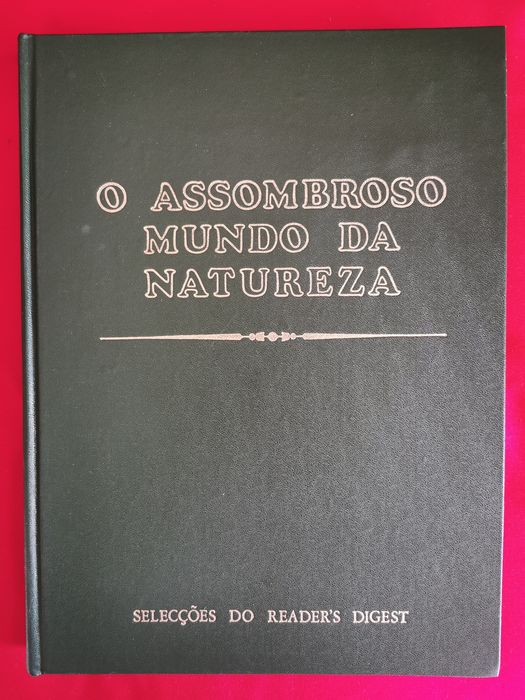 O ASSOMBROSO
MUNDO DA
NATUREZA
SELECÇÕES DO READER'S DIGEST